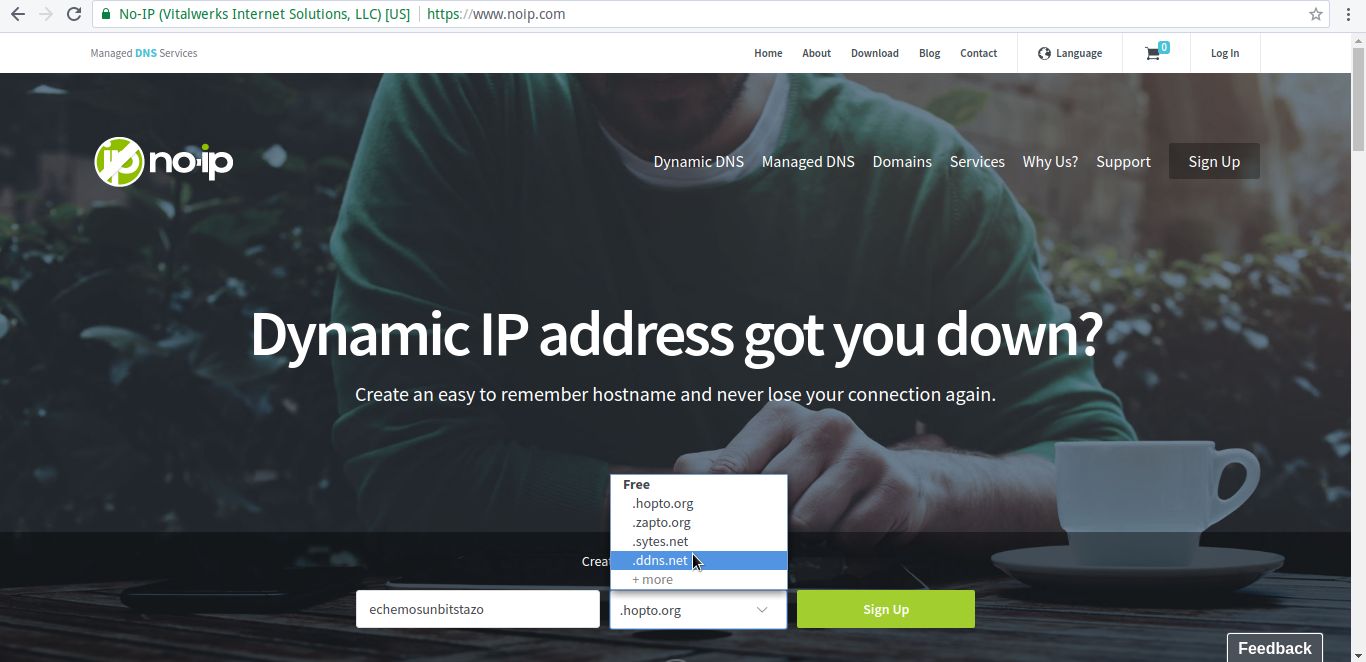 No-IP (Vitalwerks Internet Solutions, LLC) [US] https://www.noip.com
Managed DNS Services
Home About Download Blog Contact Language 0 Log In
no-ip
Dynamic DNS Managed DNS Domains Services Why Us? Support Sign Up
Dynamic IP address got you down?
Create an easy to remember hostname and never lose your connection again.
Free
.hopto.org
.zapto.org
.sytes.net
.ddns.net
+ more
echemosunbitstazo .hopto.org Sign Up
Feedback